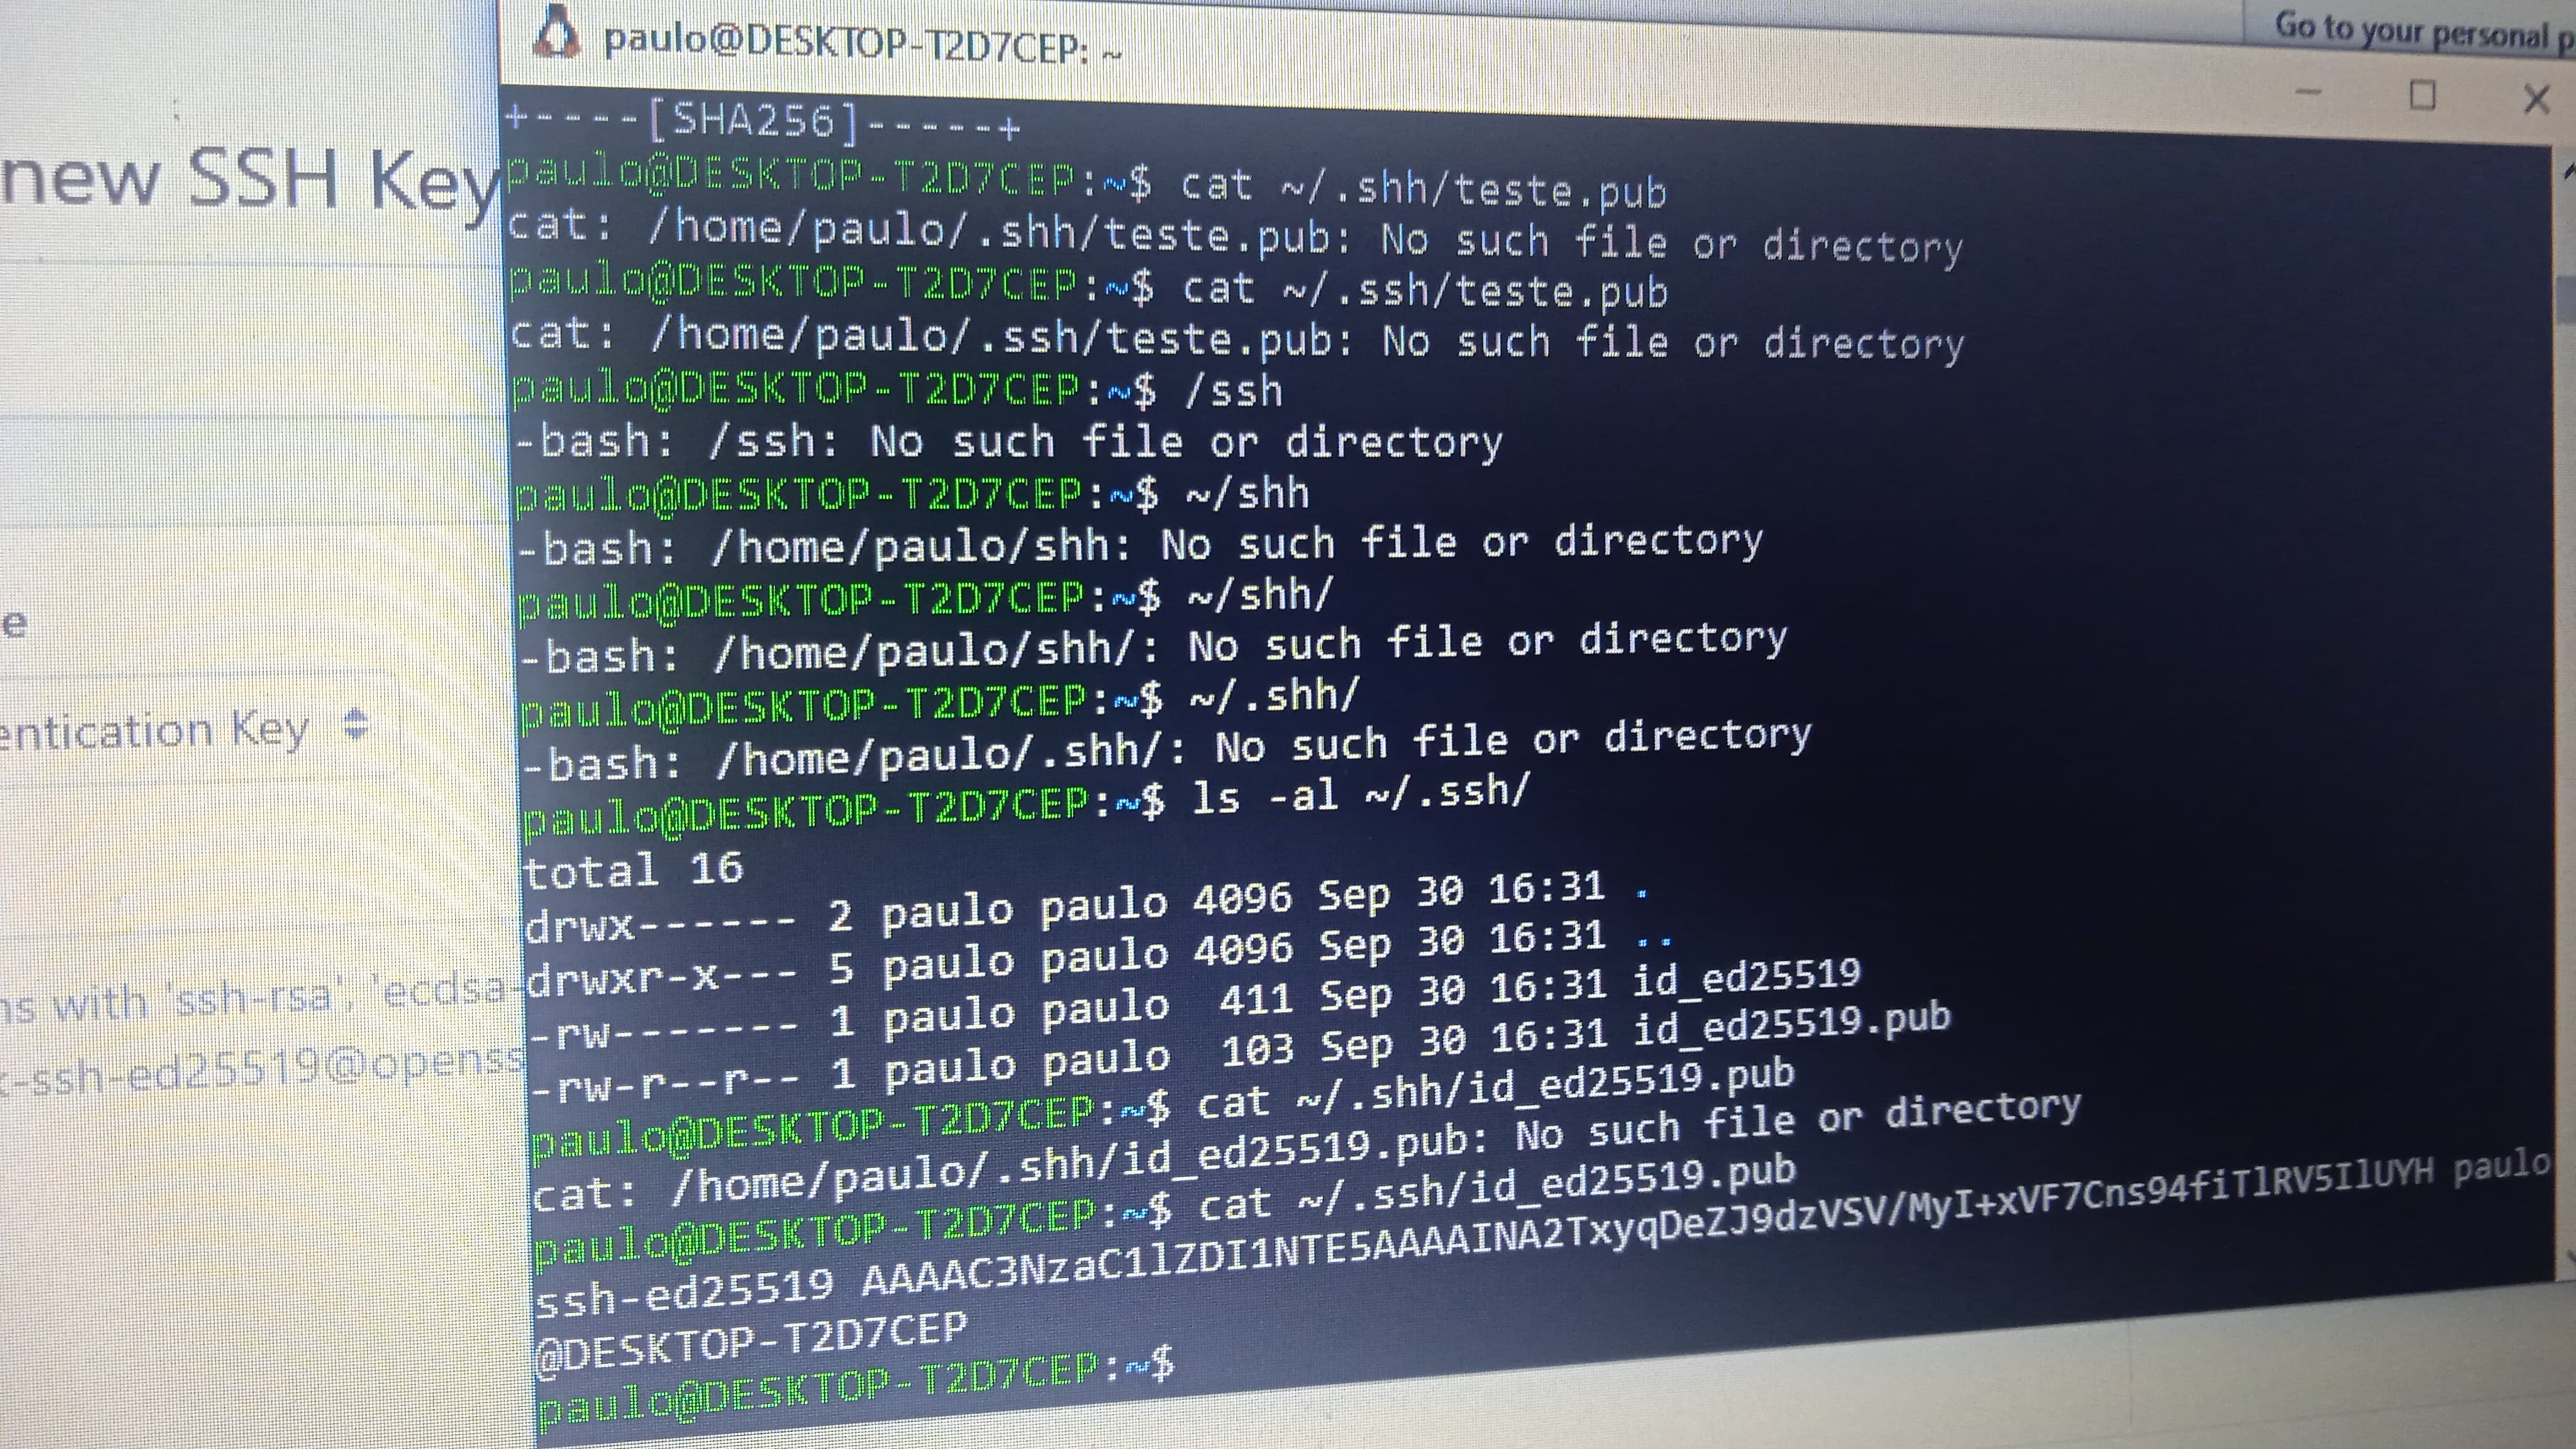 Go to your personal p
paulo@DESKTOP-T2D7CEP: ~
new SSH Key
e
entication Key
ns with 'ssh-rsa', 'ecdsa-
-ssh-ed25519@openss
+----[SHA256]-----+
paulo@DESKTOP-T2D7CEP:~$ cat ~/.shh/teste.pub
cat: /home/paulo/.shh/teste.pub: No such file or directory
paulo@DESKTOP-T2D7CEP:~$ cat ~/.ssh/teste.pub
cat: /home/paulo/.ssh/teste.pub: No such file or directory
paulo@DESKTOP-T2D7CEP:~$ /ssh
-bash: /ssh: No such file or directory
paulo@DESKTOP-T2D7CEP:~$ ~/shh
-bash: /home/paulo/shh: No such file or directory
paulo@DESKTOP-T2D7CEP:~$ ~/shh/
-bash: /home/paulo/shh/: No such file or directory
paulo@DESKTOP-T2D7CEP:~$ ~/.shh/
-bash: /home/paulo/.shh/: No such file or directory
paulo@DESKTOP-T2D7CEP:~$ ls -al ~/.ssh/
total 16
drwx------ 2 paulo paulo 4096 Sep 30 16:31 .
drwxr-x--- 5 paulo paulo 4096 Sep 30 16:31 ..
-rw------- 1 paulo paulo  411 Sep 30 16:31 id_ed25519
-rw-r--r-- 1 paulo paulo  103 Sep 30 16:31 id_ed25519.pub
paulo@DESKTOP-T2D7CEP:~$ cat ~/.shh/id_ed25519.pub
cat: /home/paulo/.shh/id_ed25519.pub: No such file or directory
paulo@DESKTOP-T2D7CEP:~$ cat ~/.ssh/id_ed25519.pub
ssh-ed25519 AAAAC3NzaC1lZDI1NTE5AAAAINA2TxyqDeZJ9dzVSV/MyI+xVF7Cns94fiTlRV5IlUYH paulo
@DESKTOP-T2D7CEP
paulo@DESKTOP-T2D7CEP:~$